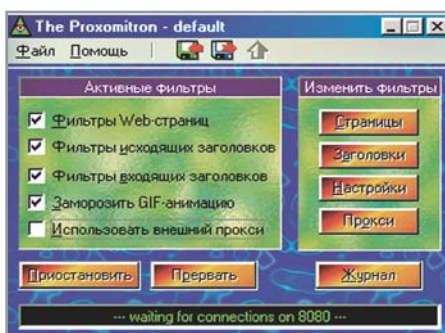 The Proxomitron - default
Файл Помощь
Активные фильтры
Фильтры Web-страниц
Фильтры исходящих заголовков
Фильтры входящих заголовков
Заморозить GIF-анимацию
Использовать внешний прокси
Изменить фильтры
Страницы
Заголовки
Настройки
Прокси
Приостановить Прервать Журнал
--- waiting for connections on 8080 ---